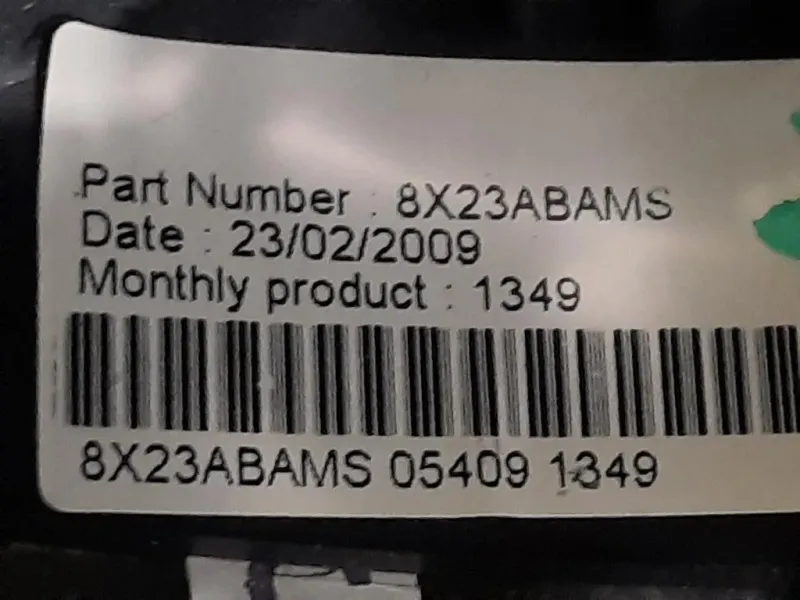 Part Number : 8X23ABAMS
Date : 23/02/2009
Monthly product : 1349
8X23ABAMS 05409 1349